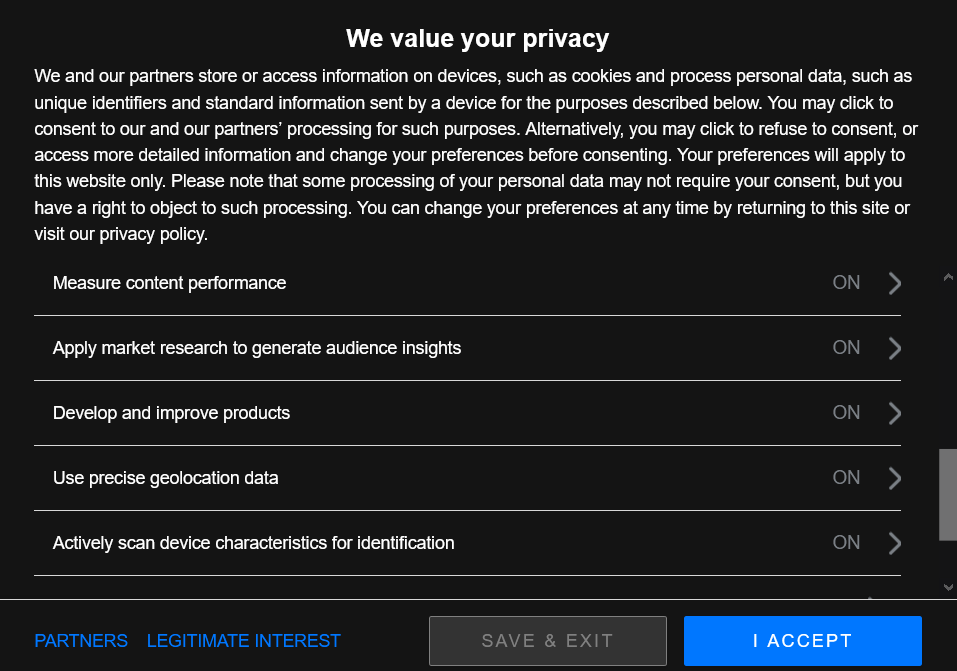 We value your privacy
We and our partners store or access information on devices, such as cookies and process personal data, such as
unique identifiers and standard information sent by a device for the purposes described below. You may click to
consent to our and our partners’ processing for such purposes. Alternatively, you may click to refuse to consent, or
access more detailed information and change your preferences before consenting. Your preferences will apply to
this website only. Please note that some processing of your personal data may not require your consent, but you
have a right to object to such processing. You can change your preferences at any time by returning to this site or
visit our privacy policy.
Measure content performance ON
Apply market research to generate audience insights ON
Develop and improve products ON
Use precise geolocation data ON
Actively scan device characteristics for identification ON
PARTNERS LEGITIMATE INTEREST SAVE & EXIT I ACCEPT